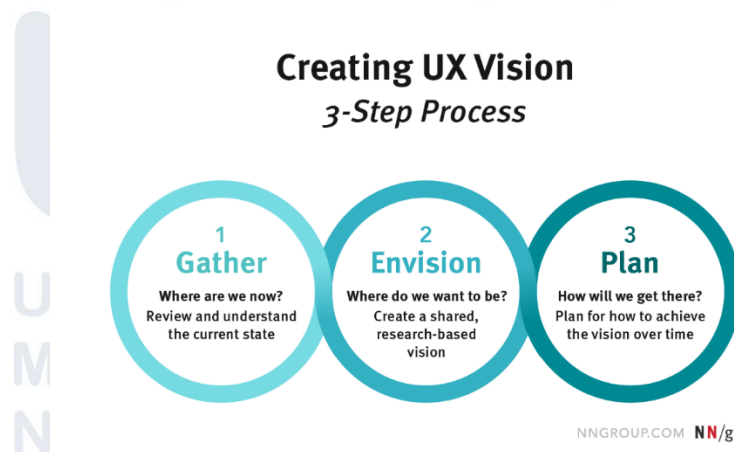 Creating UX Vision
3-Step Process
1
Gather
Where are we now?
Review and understand
the current state
2
Envision
Where do we want to be?
Create a shared,
research-based
vision
3
Plan
How will we get there?
Plan for how to achieve
the vision over time
NNGROUP.COM NN/g
U
M
N